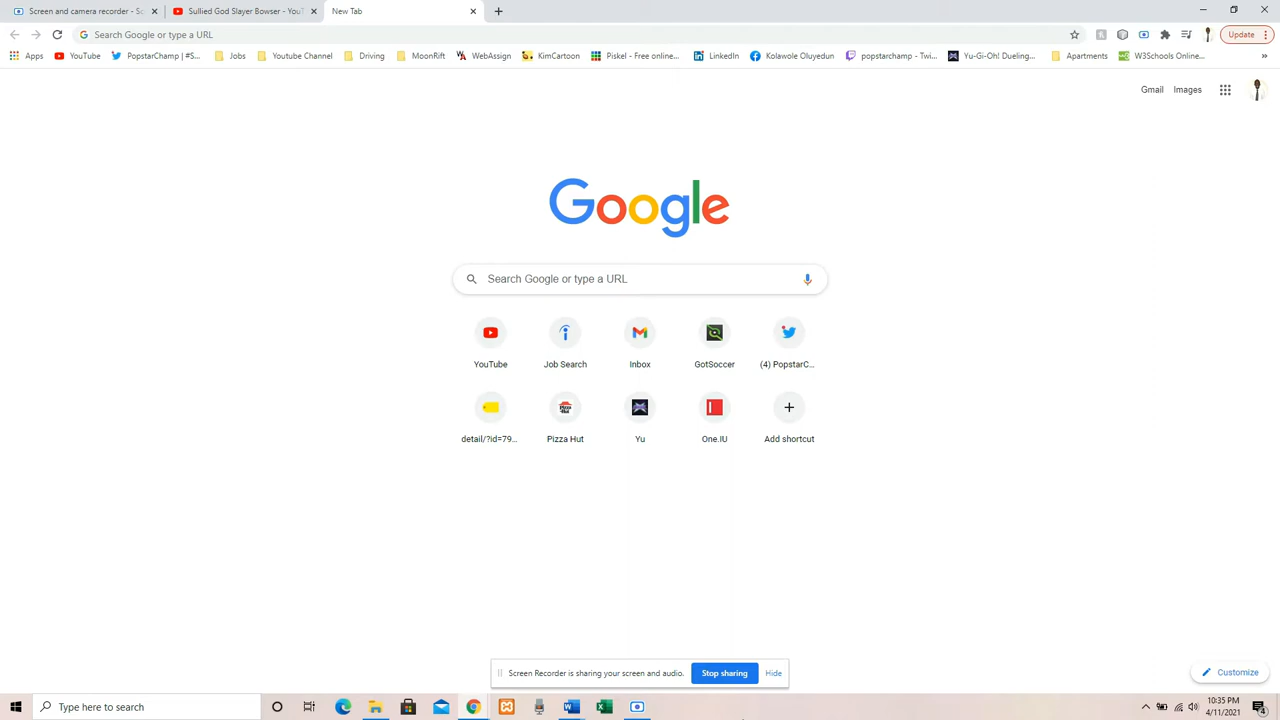 Screen and camera recorder - Sc
Sullied God Slayer Bowser - YouT
New Tab
Search Google or type a URL
Update
Apps
YouTube
PopstarChamp | #S...
Jobs
Youtube Channel
Driving
MoonRift
WebAssign
KimCartoon
Piskel - Free online...
LinkedIn
Kolawole Oluyedun
popstarchamp - Twi...
Yu-Gi-Oh! Dueling...
Apartments
W3Schools Online...
»
Gmail
Images
Google
Search Google or type a URL
YouTube
Job Search
Inbox
GotSoccer
(4) PopstarC...
detail/?id=79...
Pizza Hut
Yu
One.IU
Add shortcut
Screen Recorder is sharing your screen and audio.
Stop sharing
Hide
Customize
Type here to search
10:35 PM
4/11/2021